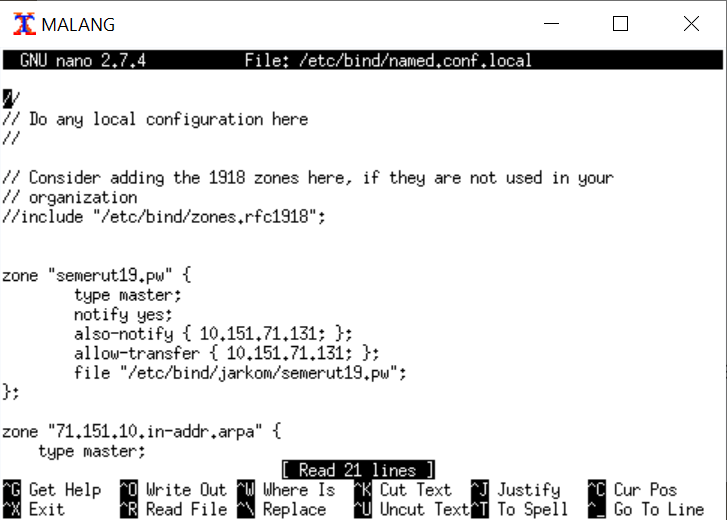 MALANG
GNU nano 2.7.4 File: /etc/bind/named.conf.local
//
// Do any local configuration here
//
// Consider adding the 1918 zones here, if they are not used in your
// organization
//include "/etc/bind/zones.rfc1918";
zone "semerut19.pw" {
type master;
notify yes;
also-notify { 10.151.71.131; };
allow-transfer { 10.151.71.131; };
file "/etc/bind/jarkom/semerut19.pw";
};
zone "71.151.10.in-addr.arpa" {
type master;
[ Read 21 lines ]
^G Get Help ^O Write Out ^W Where Is ^K Cut Text ^J Justify ^C Cur Pos
^X Exit ^R Read File ^\ Replace ^U Uncut Text ^T To Spell ^_ Go To Line